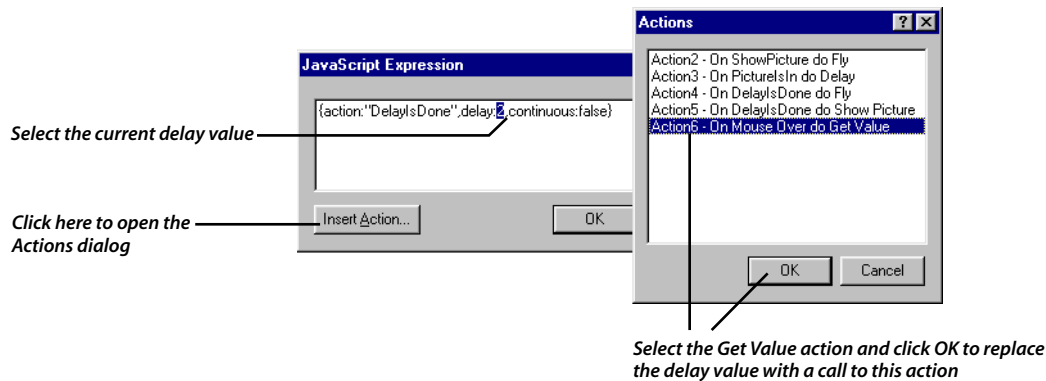 Actions
Action2 - On ShowPicture do Fly
Action3 - On PictureIsIn do Delay
Action4 - On DelayIsDone do Fly
Action5 - On DelayIsDone do Show Picture
Action6 - On Mouse Over do Get Value
OK
Cancel
JavaScript Expression
{action:"DelayIsDone",delay:2,continuous:false}
Insert Action...
OK
Select the current delay value
Click here to open the
Actions dialog
Select the Get Value action and click OK to replace
the delay value with a call to this action